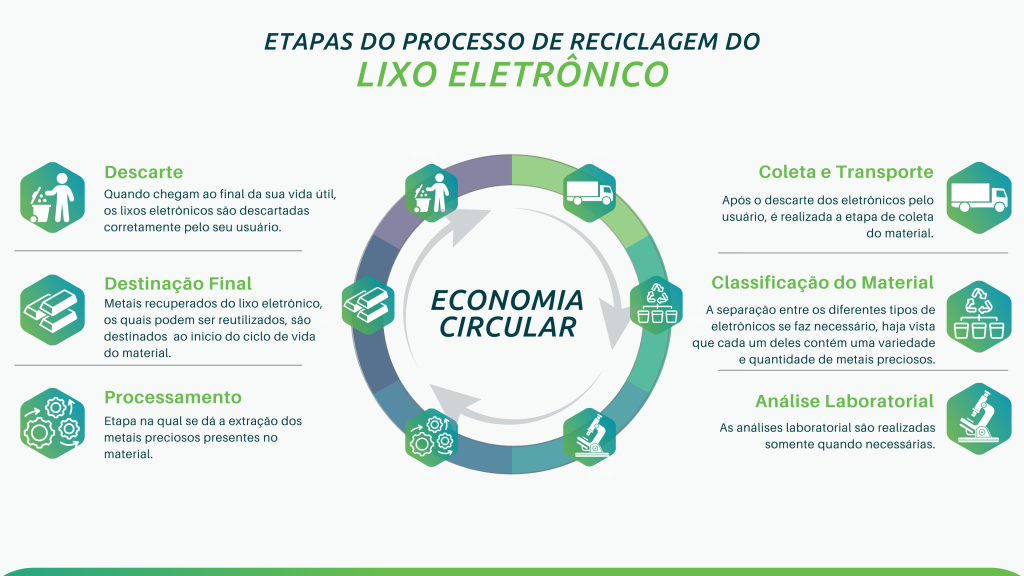 ETAPAS DO PROCESSO DE RECICLAGEM DO
LIXO ELETRÔNICO
Descarte
Quando chegam ao final da sua vida útil,
os lixos eletrônicos são descartadas
corretamente pelo seu usuário.
Destinação Final
Metais recuperados do lixo eletrônico,
os quais podem ser reutilizados, são
destinados ao inicio do ciclo de vida
do material.
Processamento
Etapa na qual se dá a extração dos
metais preciosos presentes no
material.
ECONOMIA
CIRCULAR
Coleta e Transporte
Após o descarte dos eletrônicos pelo
usuário, é realizada a etapa de coleta
do material.
Classificação do Material
A separação entre os diferentes tipos de
eletrônicos se faz necessário, haja vista
que cada um deles contém uma variedade
e quantidade de metais preciosos.
Análise Laboratorial
As análises laboratorial são realizadas
somente quando necessárias.